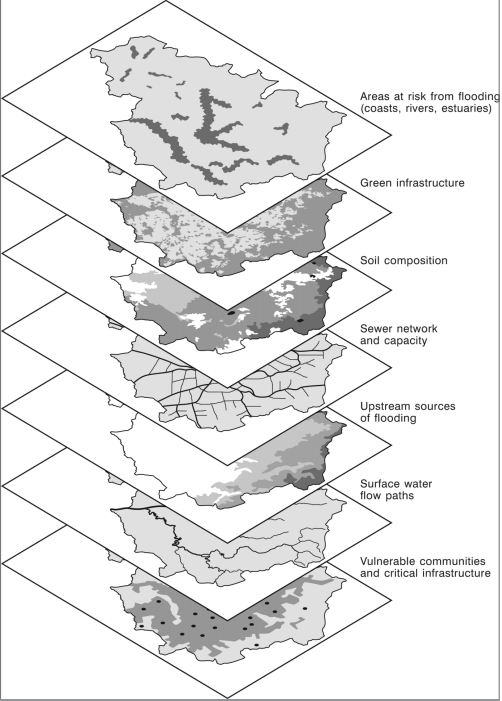 Areas at risk from flooding
(coasts, rivers, estuaries)
Green infrastructure
Soil composition
Sewer network
and capacity
Upstream sources
of flooding
Surface water
flow paths
Vulnerable communities
and critical infrastructure